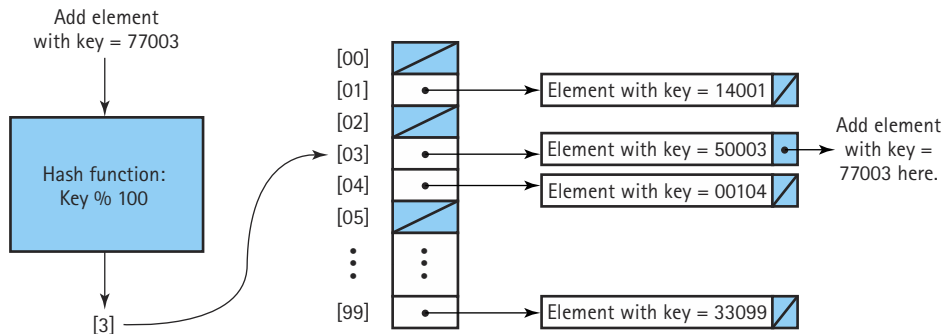 Add element
with key = 77003
Hash function:
Key % 100
[3]
[00]
[01]
[02]
[03]
[04]
[05]
[99]
Element with key = 14001
Element with key = 50003
Element with key = 00104
Element with key = 33099
Add element
with key =
77003 here.